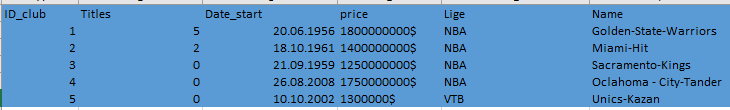 ID_club Titles Date_start price Lige Name
1 5 20.06.1956 1800000000$ NBA Golden-State-Warriors
2 2 18.10.1961 1400000000$ NBA Miami-Hit
3 0 21.09.1959 1250000000$ NBA Sacramento-Kings
4 0 26.08.2008 1750000000$ NBA Oclahoma - City-Tander
5 0 10.10.2002 1300000$ VTB Unics-Kazan